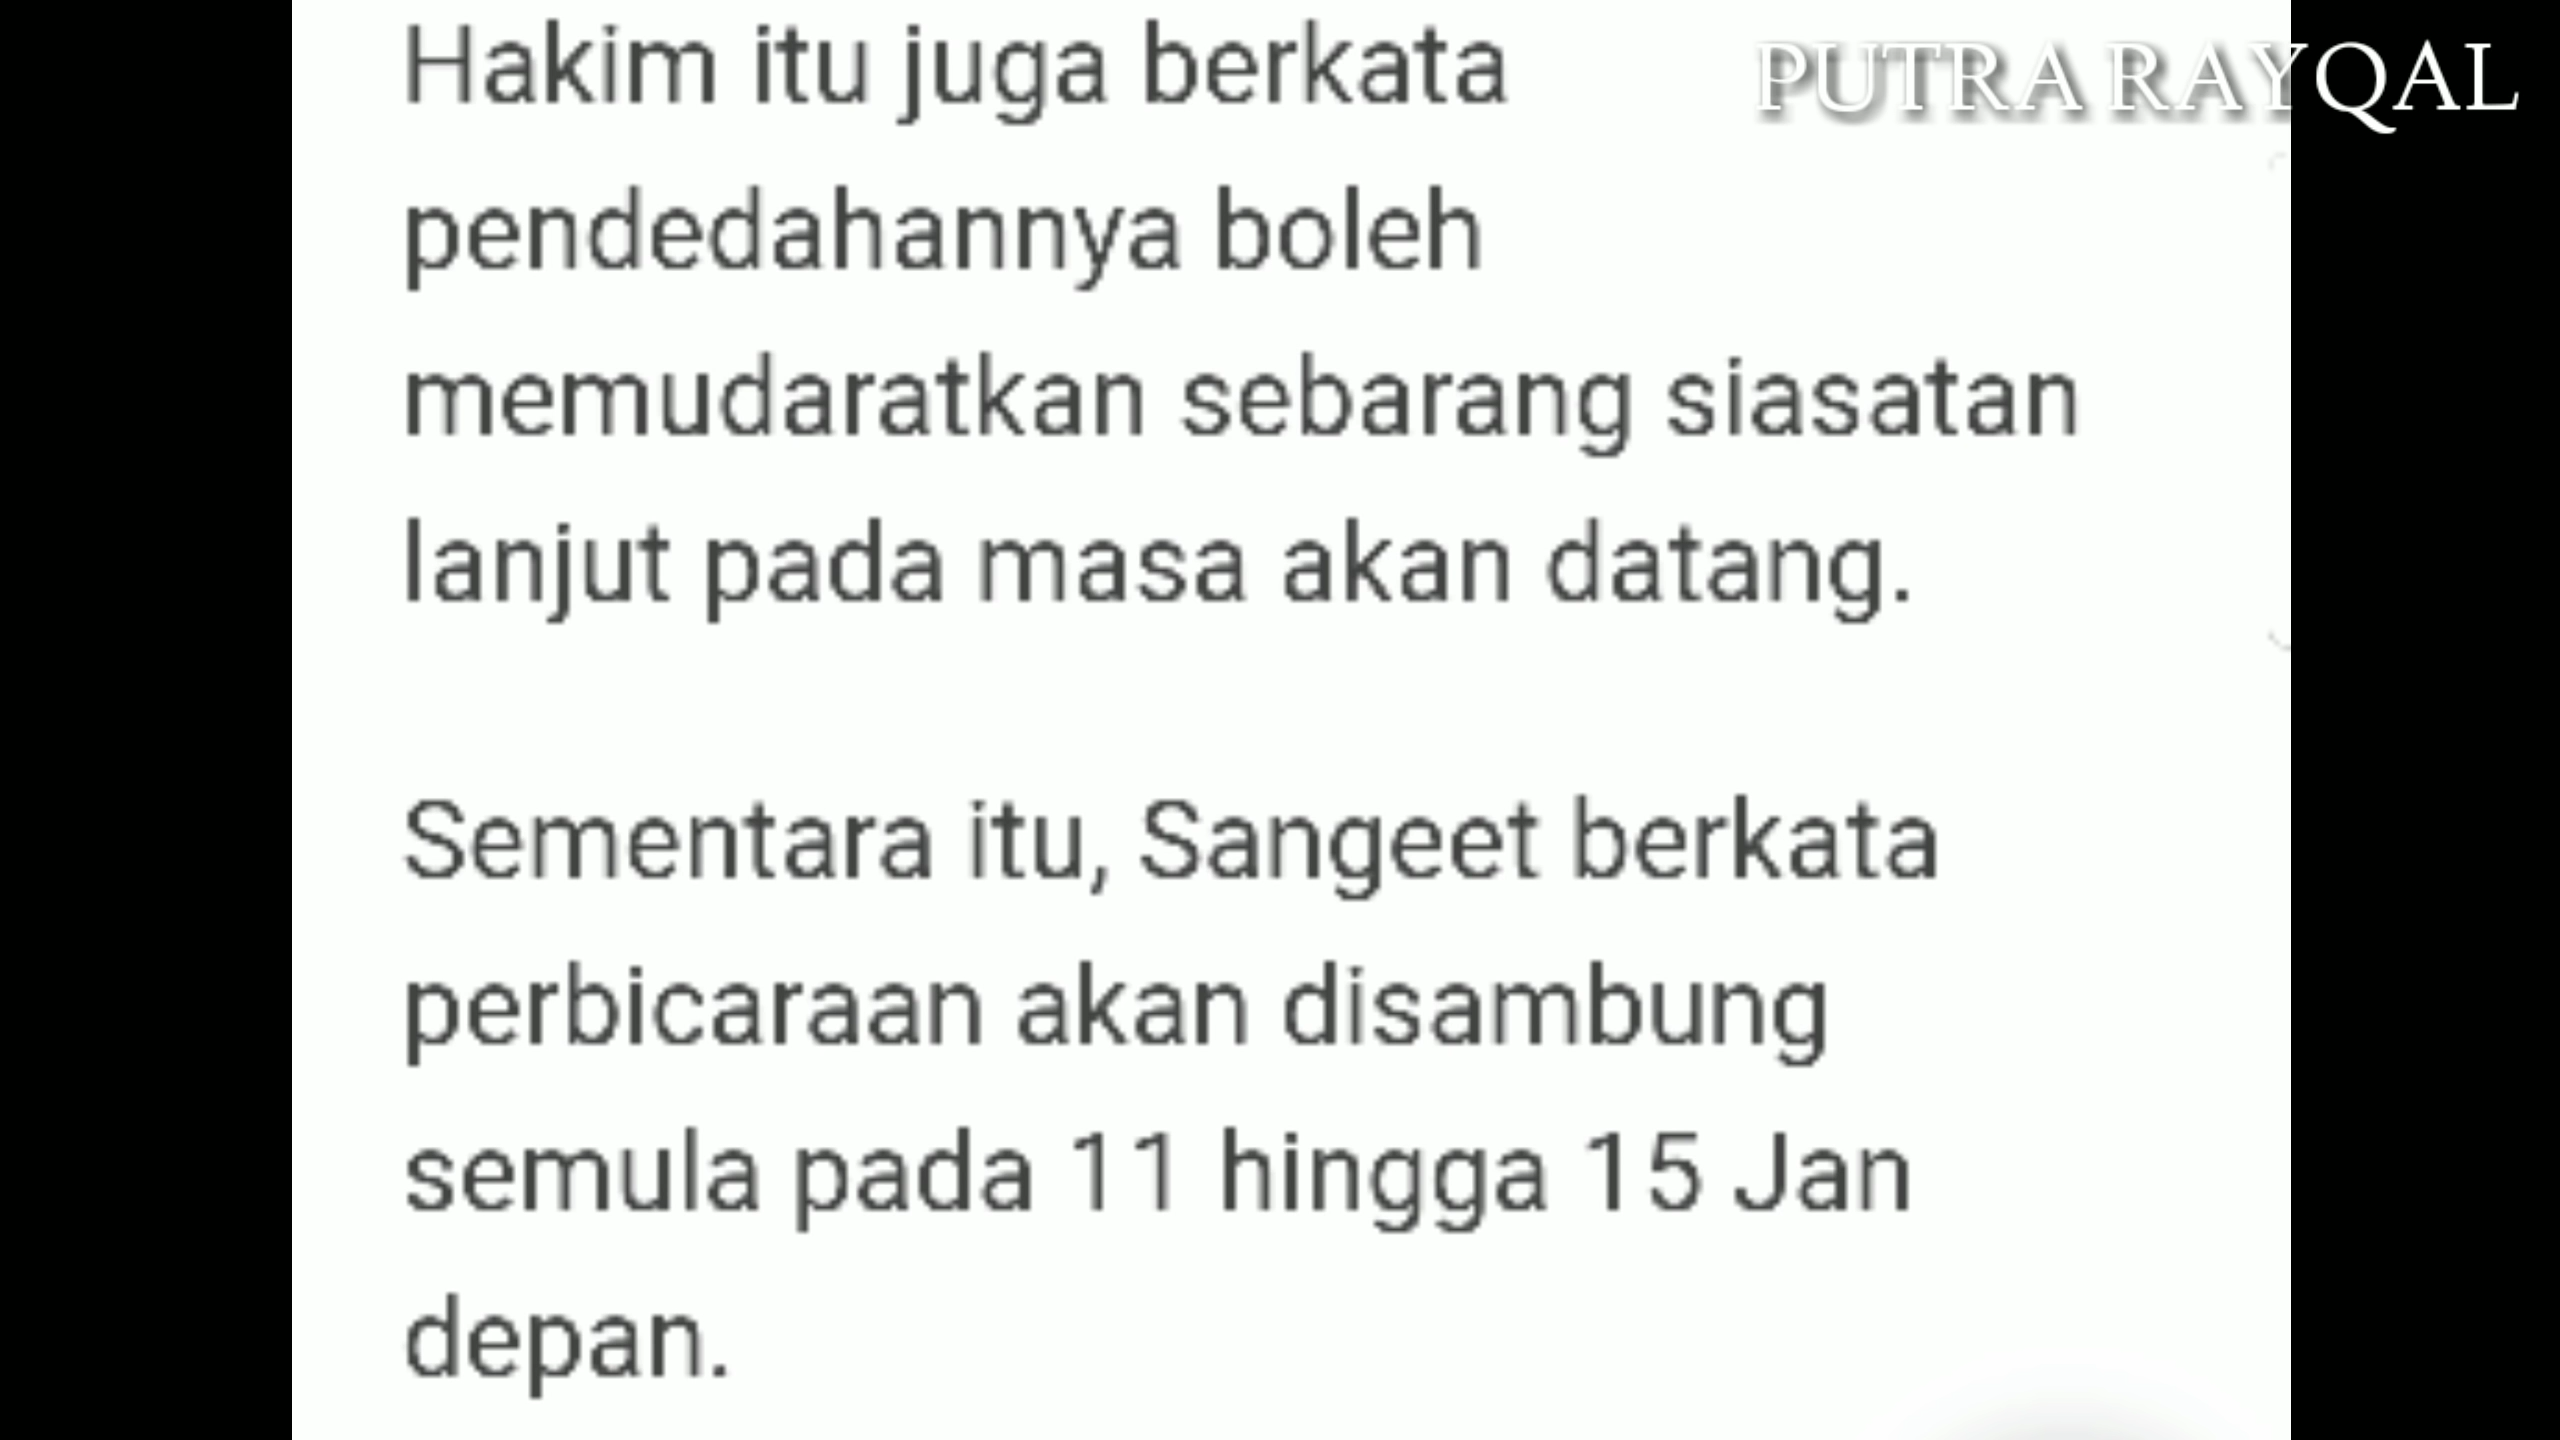 PUTRA RAYQAL
Hakim itu juga berkata
pendedahannya boleh
memudaratkan sebarang siasatan
lanjut pada masa akan datang.
Sementara itu, Sangeet berkata
perbicaraan akan disambung
semula pada 11 hingga 15 Jan
depan.